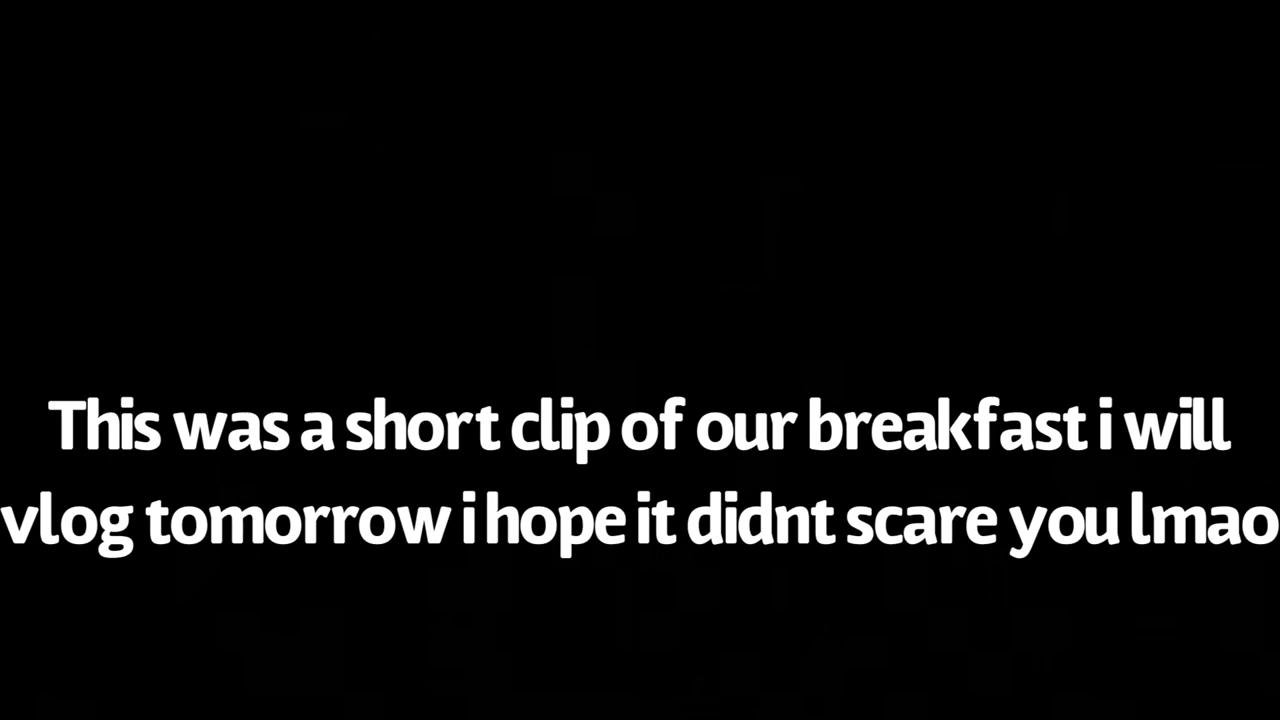 This was a short clip of our breakfast i will
vlog tomorrow i hope it didnt scare you lmao